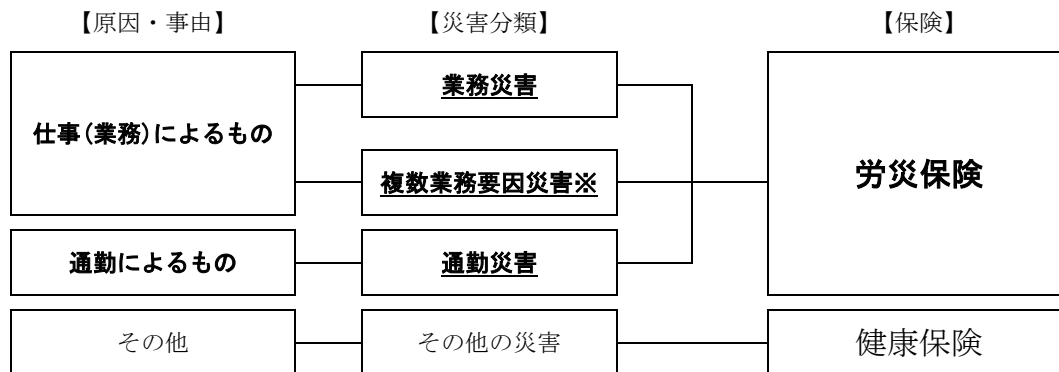 【原因・事由】 【災害分類】 【保険】
仕事(業務)によるもの
業務災害
複数業務要因災害※
労災保険
通勤によるもの
通勤災害
その他
その他の災害
健康保険